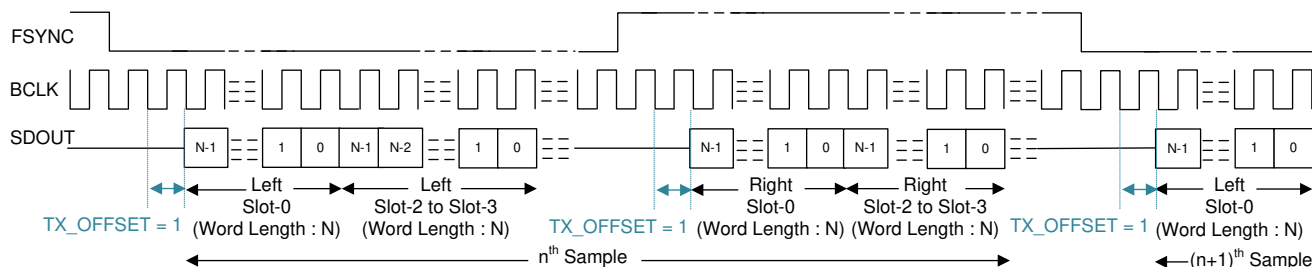 FSYNC
BCLK
SDOUT
N-1 1 0 N-1 N-2 1 0 N-1 1 0 N-1 1 0 N-1 1 0
Left Left Right Right Left
Slot-0 Slot-2 to Slot-3 Slot-0 Slot-2 to Slot-3 Slot-0
TX_OFFSET = 1 (Word Length : N) (Word Length : N) TX_OFFSET = 1 (Word Length : N) (Word Length : N) TX_OFFSET = 1 (Word Length : N)
nth Sample (n+1)th Sample